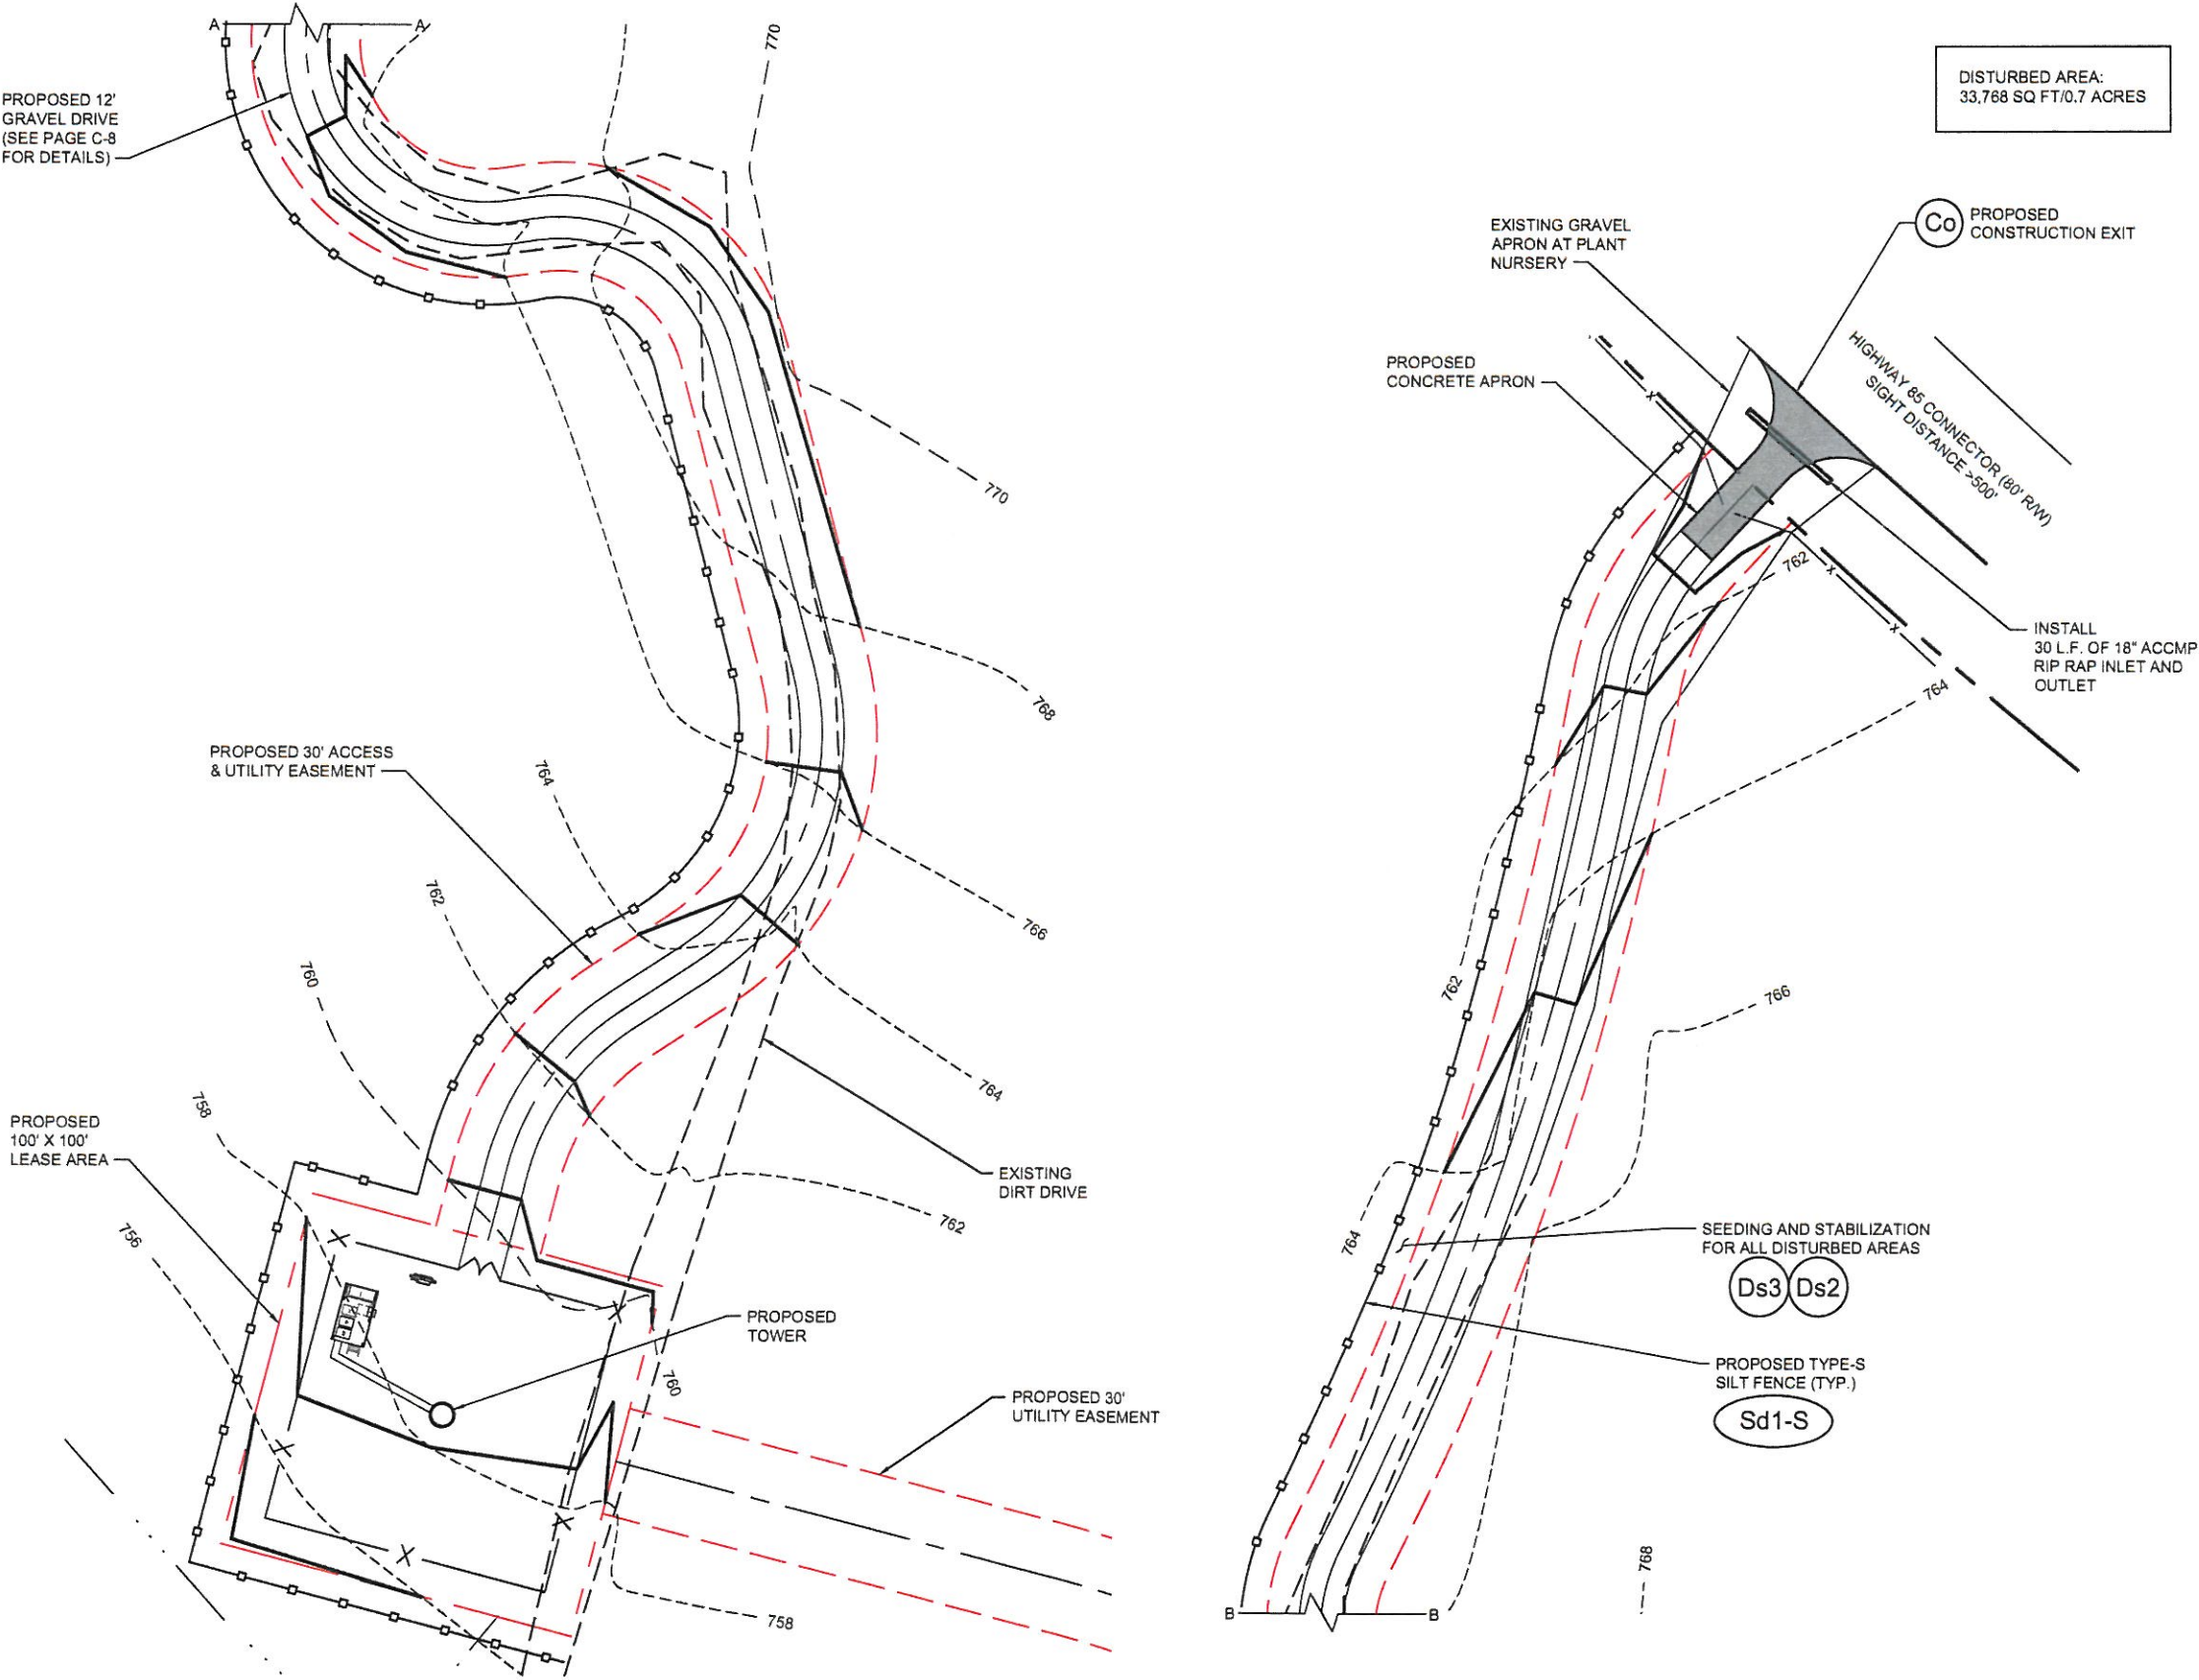 A
A
770
PROPOSED 12'
GRAVEL DRIVE
(SEE PAGE C-8
FOR DETAILS)
DISTURBED AREA:
33,768 SQ FT/0.7 ACRES
Co
PROPOSED
CONSTRUCTION EXIT
EXISTING GRAVEL
APRON AT PLANT
NURSERY
PROPOSED
CONCRETE APRON
HIGHWAY 85 CONNECTOR (80' R/W)
SIGHT DISTANCE >500'
x
770
762
x
x
INSTALL
30 L.F. OF 18" ACCMP
RIP RAP INLET AND
OUTLET
764
768
PROPOSED 30' ACCESS
& UTILITY EASEMENT
764
762
766
760
762
766
764
758
PROPOSED
100' X 100'
LEASE AREA
EXISTING
DIRT DRIVE
762
756
764
SEEDING AND STABILIZATION
FOR ALL DISTURBED AREAS
Ds3
Ds2
PROPOSED
TOWER
PROPOSED TYPE-S
SILT FENCE (TYP.)
Sd1-S
760
PROPOSED 30'
UTILITY EASEMENT
X
X
X
X
X
758
768
B
B